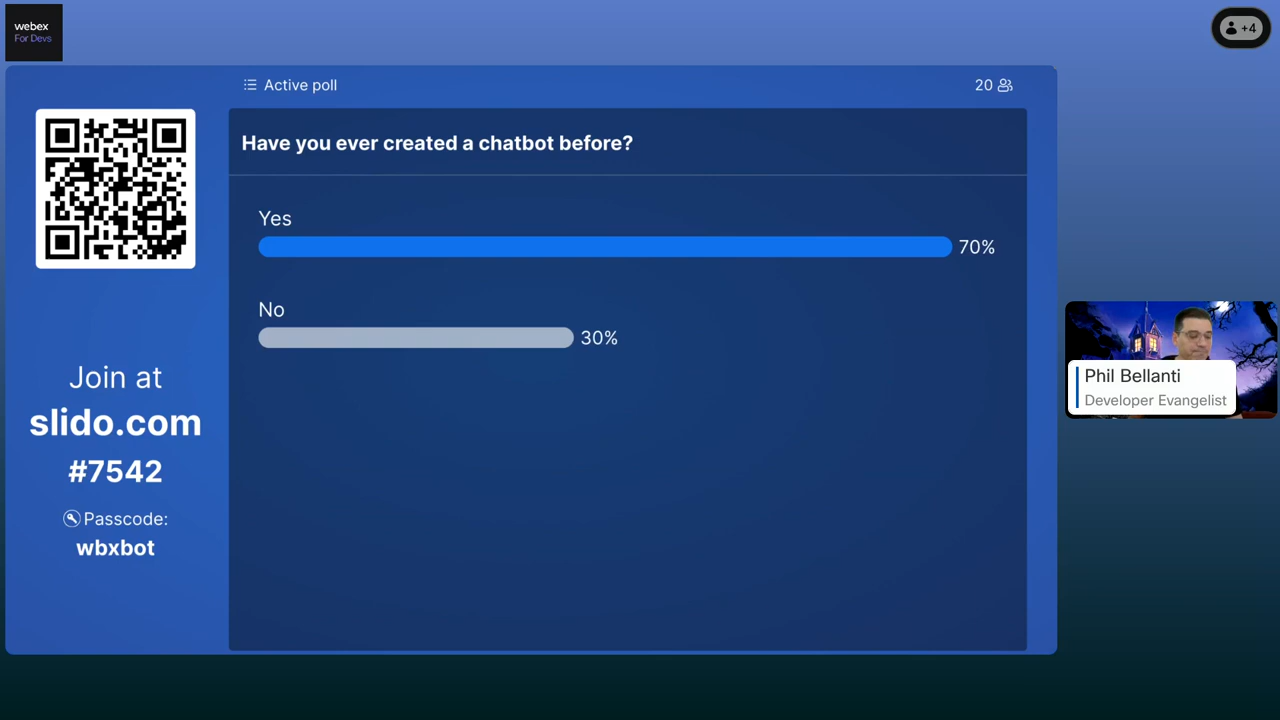 webex
For Devs
+4
Active poll
20
Have you ever created a chatbot before?
Yes
70%
No
30%
Join at
slido.com
#7542
Passcode:
wbxbot
Phil Bellanti
Developer Evangelist